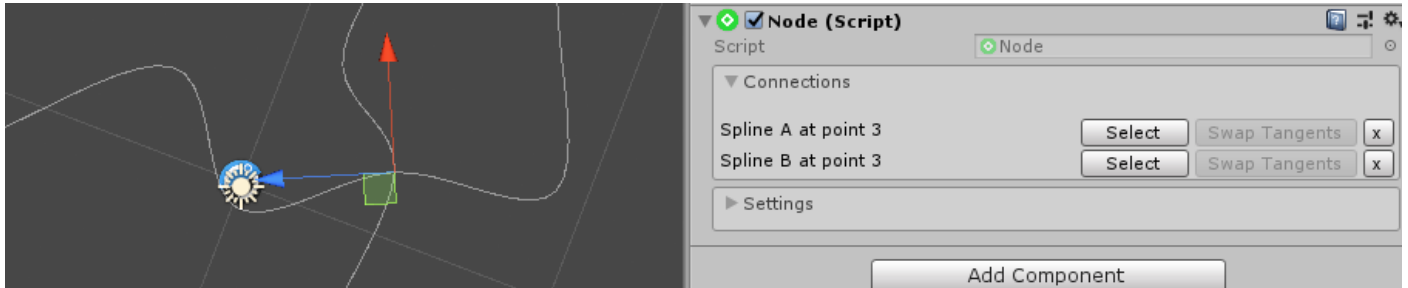 Node (Script)
Script Node
Connections
Spline A at point 3 Select Swap Tangents x
Spline B at point 3 Select Swap Tangents x
Settings
Add Component